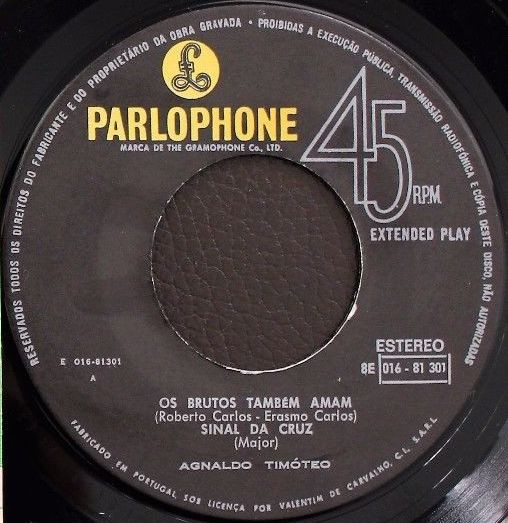 RESERVADOS TODOS OS DIREITOS DO FABRICANTE E DO PROPRIETÁRIO DA OBRA GRAVADA • PROIBIDAS A EXECUÇÃO PÚBLICA, TRANSMISSÃO RADIOFÓNICA E CÓPIA DESTE DISCO, NÃO AUTORIZADAS
£
PARLOPHONE
MARCA DE THE GRAMOPHONE Co., LTD.
45 RPM
EXTENDED PLAY
E 016-81301
A
ESTEREO
8E 016 - 81 301
OS BRUTOS TAMBÉM AMAM
(Roberto Carlos - Erasmo Carlos)
SINAL DA CRUZ
(Major)
AGNALDO TIMÓTEO
FABRICADO EM PORTUGAL, SOB LICENÇA POR VALENTIM DE CARVALHO, C. I. S.A.R.L.